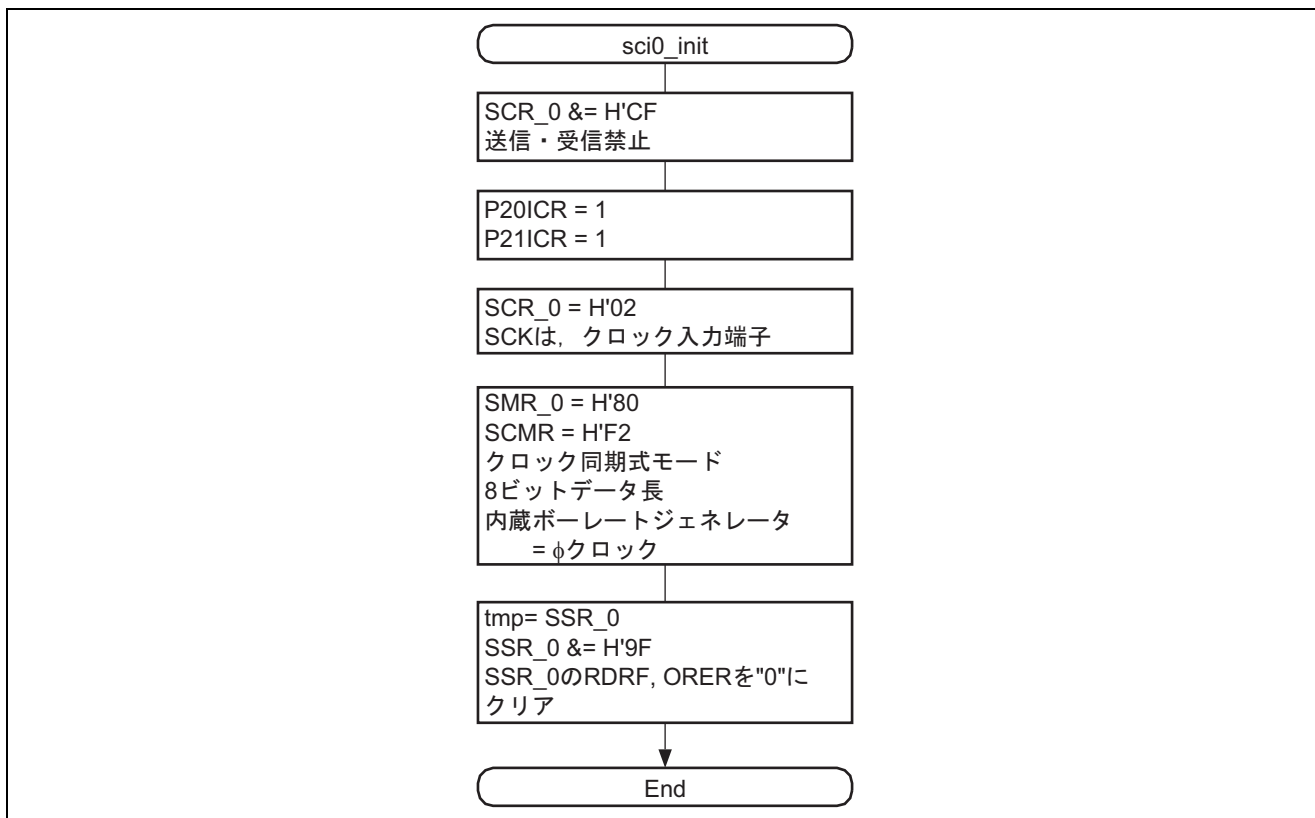 sci0_init
SCR_0 &= H'CF
送信・受信禁止
P20ICR = 1
P21ICR = 1
SCR_0 = H'02
SCKは，クロック入力端子
SMR_0 = H'80
SCMR = H'F2
クロック同期式モード
8ビットデータ長
内蔵ボーレートジェネレータ
= ϕクロック
tmp= SSR_0
SSR_0 &= H'9F
SSR_0のRDRF, ORERを"0"に
クリア
End